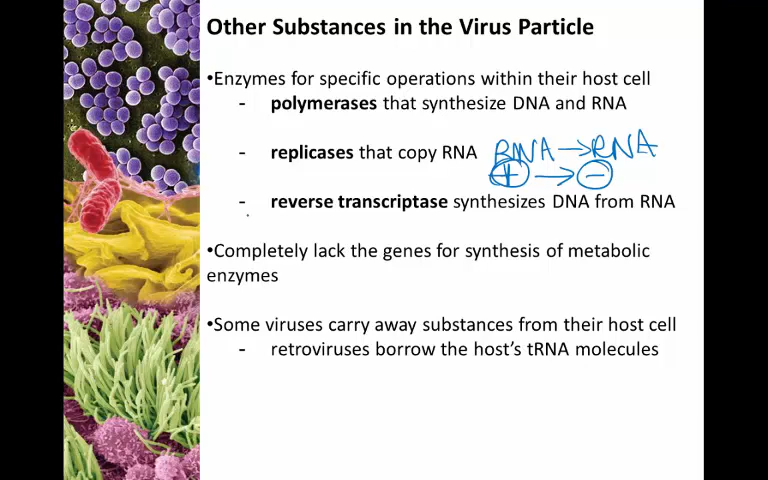 Other Substances in the Virus Particle
•Enzymes for specific operations within their host cell
- polymerases that synthesize DNA and RNA
- replicases that copy RNA RNA → RNA
+ → −
- reverse transcriptase synthesizes DNA from RNA
•Completely lack the genes for synthesis of metabolic
enzymes
•Some viruses carry away substances from their host cell
- retroviruses borrow the host's tRNA molecules